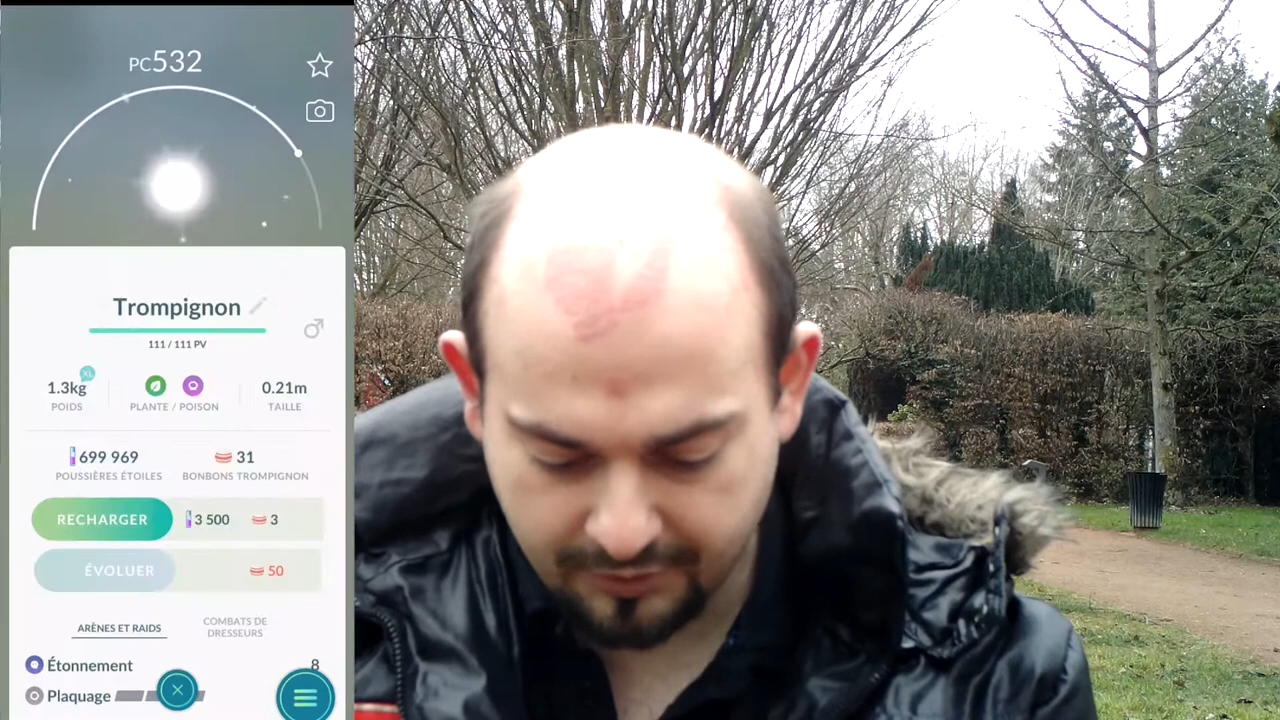 PC532
Trompignon
111 / 111 PV
XL
1.3kg
0.21m
POIDS
PLANTE / POISON
TAILLE
699 969
31
POUSSIÈRES ÉTOILES
BONBONS TROMPIGNON
RECHARGER
3 500
3
ÉVOLUER
50
ARÈNES ET RAIDS
COMBATS DE
DRESSEURS
Étonnement
8
Plaquage